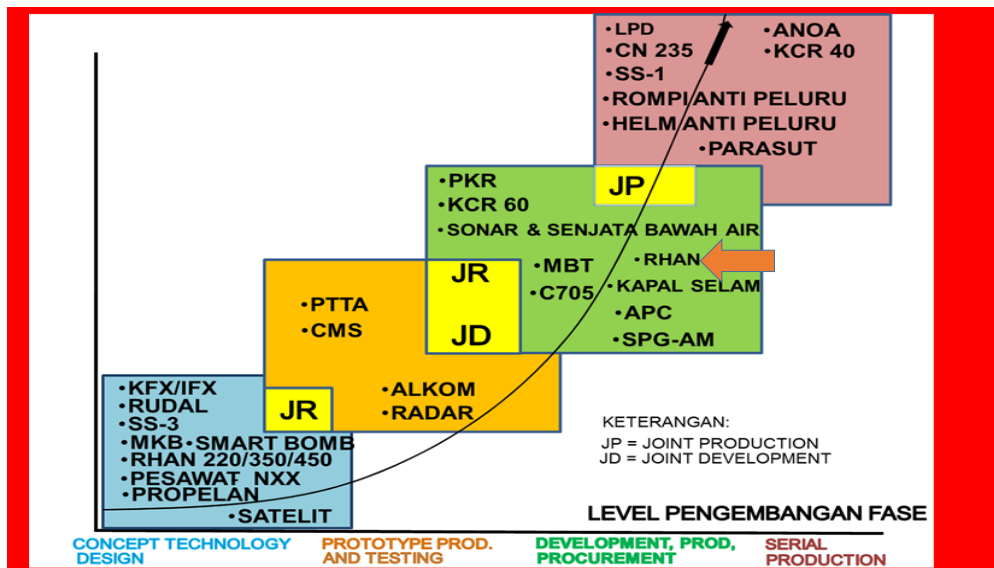 •LPD
•CN 235
•SS-1
•ANOA
•KCR 40
•ROMPI ANTI PELURU
•HELM ANTI PELURU
•PARASUT
JP
•PKR
•KCR 60
•SONAR & SENJATA BAWAH AIR
•MBT
•C705
•RHAN
•KAPAL SELAM
•APC
•SPG-AM
JR
JD
•PTTA
•CMS
•ALKOM
•RADAR
JR
•KFX/IFX
•RUDAL
•SS-3
•MKB •SMART BOMB
•RHAN 220/350/450
•PESAWAT NXX
•PROPELAN
•SATELIT
KETERANGAN:
JP = JOINT PRODUCTION
JD = JOINT DEVELOPMENT
LEVEL PENGEMBANGAN FASE
CONCEPT TECHNOLOGY
DESIGN
PROTOTYPE PROD.
AND TESTING
DEVELOPMENT, PROD,
PROCUREMENT
SERIAL
PRODUCTION